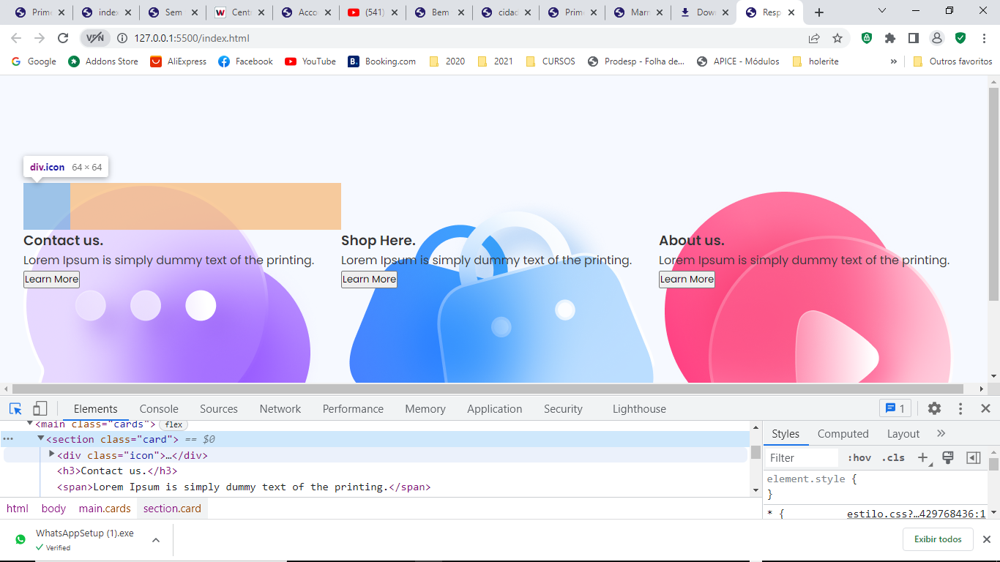 Prime
index
Sem
Cent
Acco
(541)
Bem
cidad
Prime
Marr
Dow
Resp
VPN
127.0.0.1:5500/index.html
Google
Addons Store
AliExpress
Facebook
YouTube
B.
Booking.com
2020
2021
CURSOS
Prodesp - Folha de...
APICE - Módulos
holerite
»
Outros favoritos
div.icon 64 × 64
Contact us.
Shop Here.
About us.
Lorem Ipsum is simply dummy text of the printing.
Lorem Ipsum is simply dummy text of the printing.
Lorem Ipsum is simply dummy text of the printing.
Learn More
Learn More
Learn More
Elements
Console
Sources
Network
Performance
Memory
Application
Security
Lighthouse
1
<main class="cards"> flex
<section class="card"> == $0
<div class="icon">…</div>
<h3>Contact us.</h3>
<span>Lorem Ipsum is simply dummy text of the printing.</span>
html
body
main.cards
section.card
Styles
Computed
Layout
»
Filter
:hov
.cls
element.style {
}
* {
estilo.css?…429768436:1
WhatsAppSetup (1).exe
Verified
Exibir todos